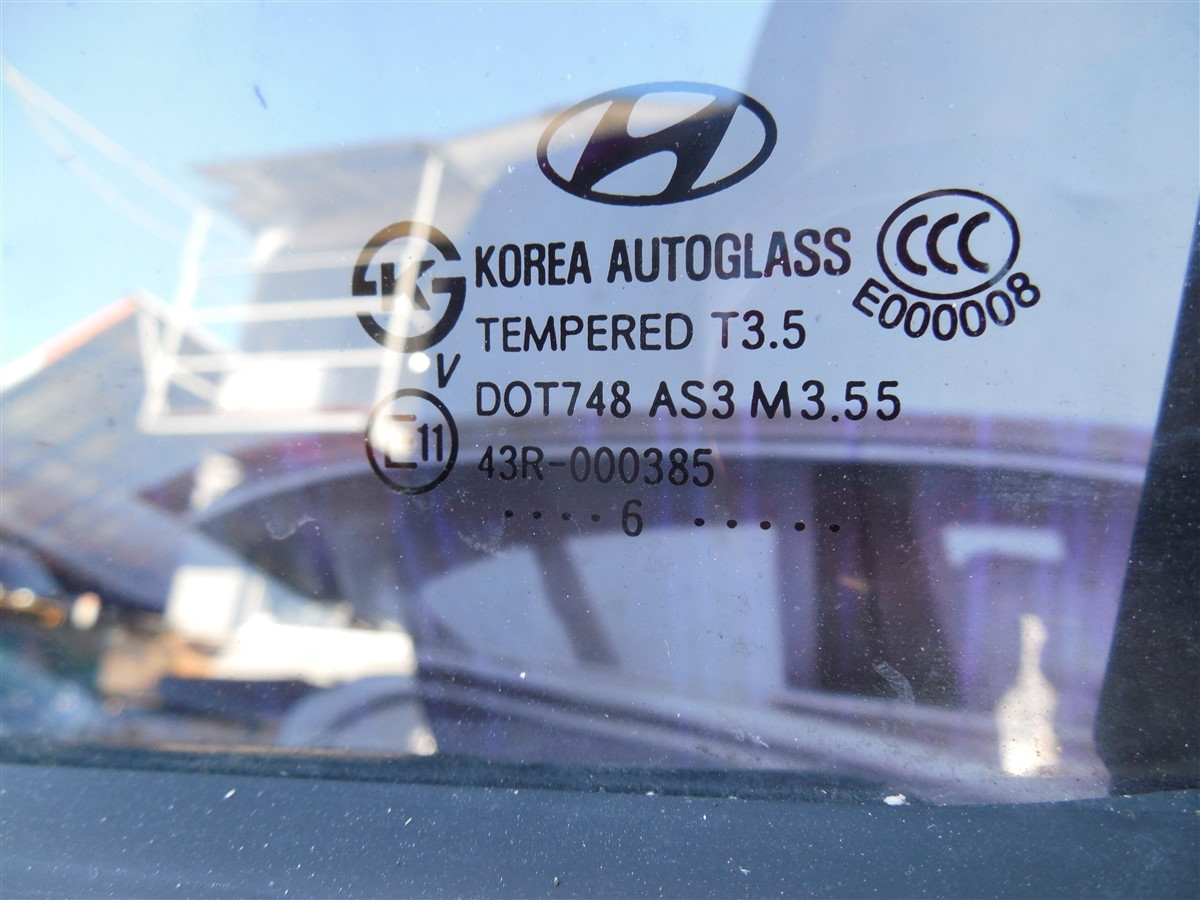 KOREA AUTOGLASS
CCC
E000008
K
TEMPERED T3.5
V
DOT748 AS3 M3.55
E11
43R-000385
. . . . 6 . . . . .